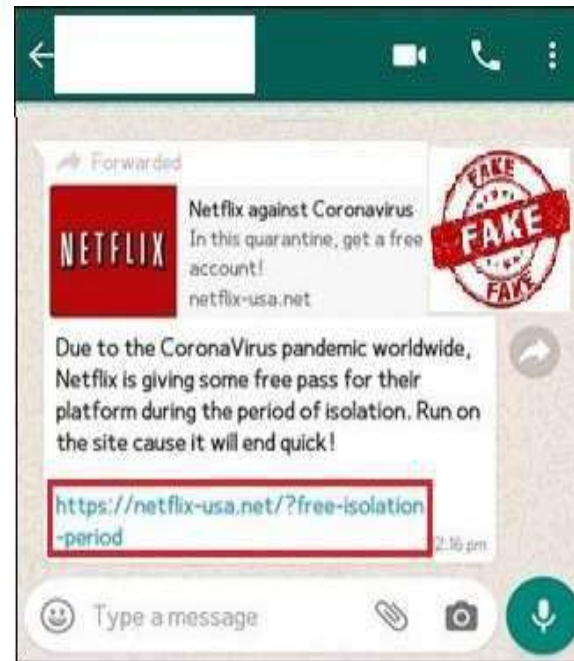 Forwarded
NETFLIX
Netflix against Coronavirus
In this quarantine, get a free
account!
netflix-usa.net
FAKE
FAKE
FAKE
Due to the CoronaVirus pandemic worldwide,
Netflix is giving some free pass for their
platform during the period of isolation. Run on
the site cause it will end quick!
https://netflix-usa.net/?free-isolation
-period
2:16 pm
Type a message